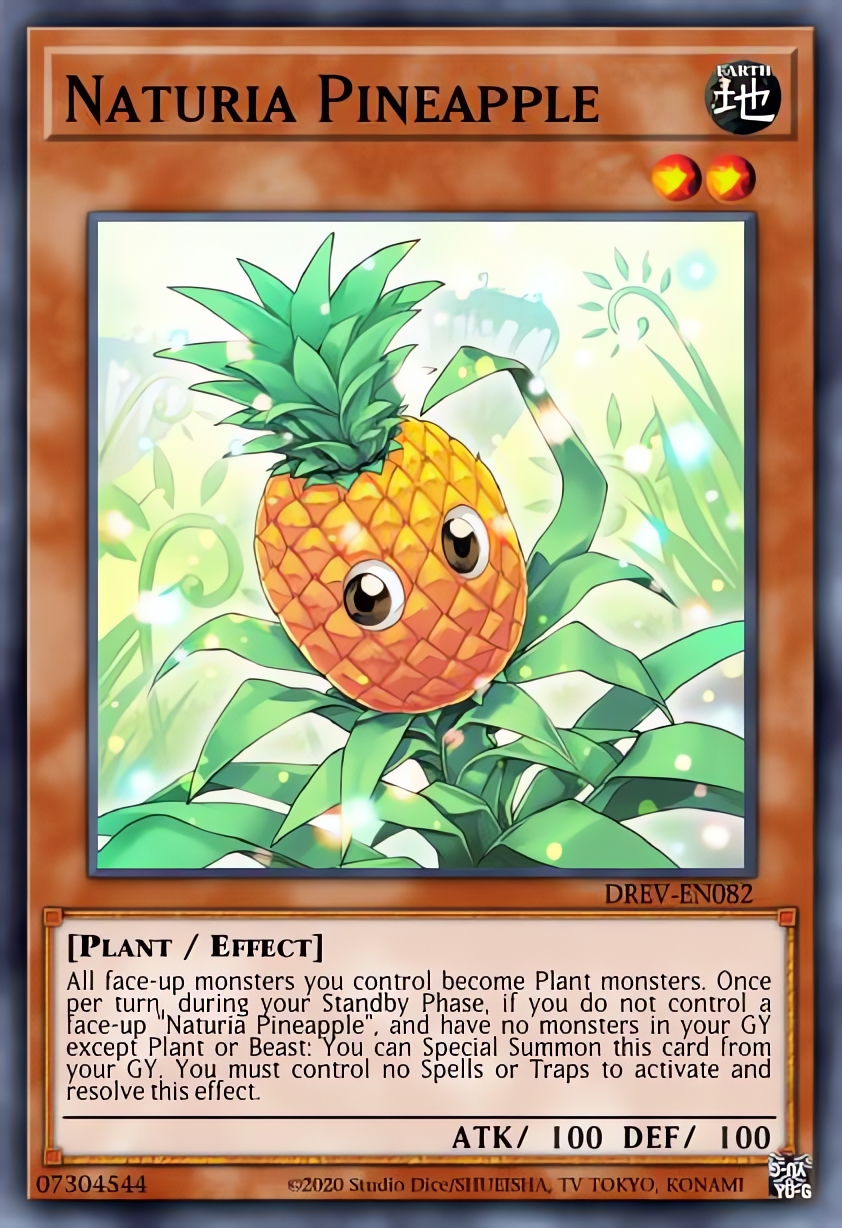 NATURIA PINEAPPLE
EARTH
地
DREV-EN082
[PLANT / EFFECT]
All face-up monsters you control become Plant monsters. Once
per turn, during your Standby Phase, if you do not control a
face-up "Naturia Pineapple", and have no monsters in your GY
except Plant or Beast: You can Special Summon this card from
your GY. You must control no Spells or Traps to activate and
resolve this effect.
ATK/ 100 DEF/ 100
07304544
©2020 Studio Dice/SHUEISHA, TV TOKYO, KONAMI